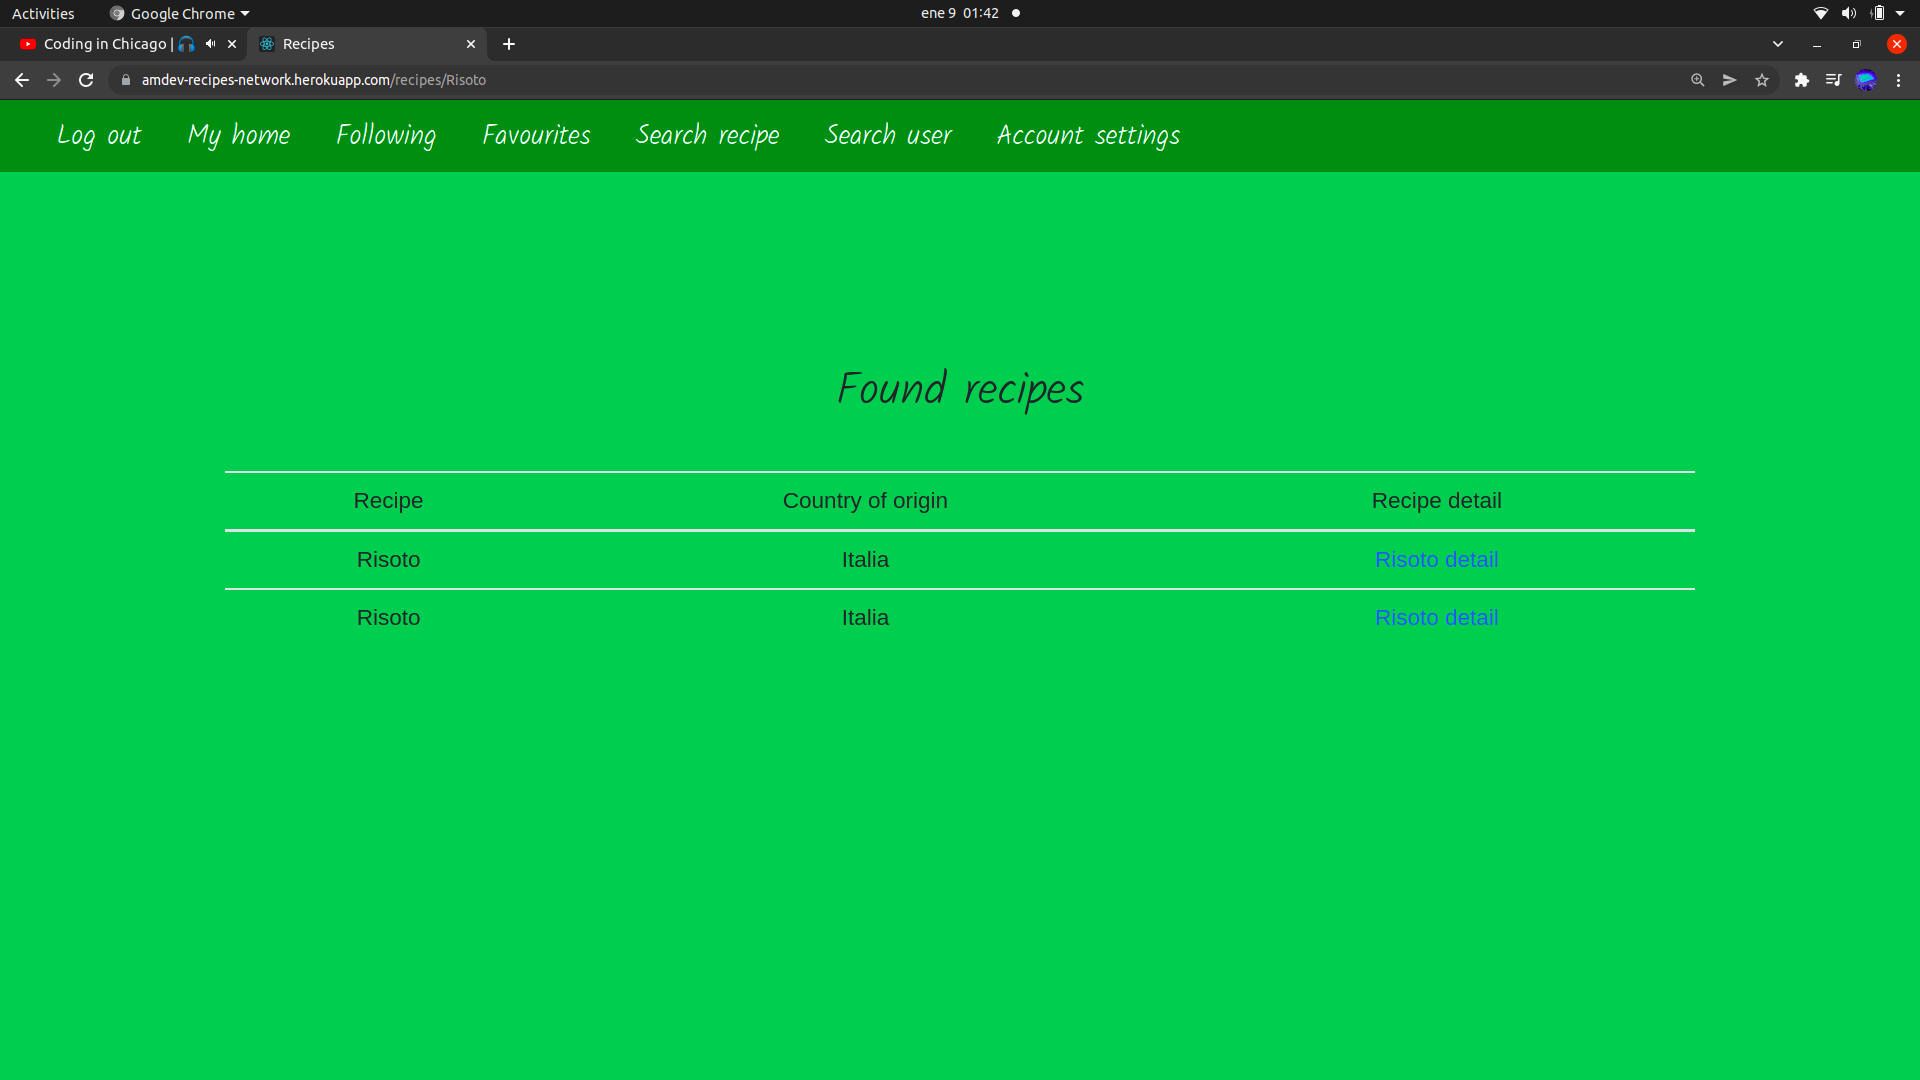 Activities Google Chrome ene 9 01:42
Coding in Chicago | Recipes
amdev-recipes-network.herokuapp.com/recipes/Risoto
Log out My home Following Favourites Search recipe Search user Account settings
Found recipes
Recipe Country of origin Recipe detail
Risoto Italia Risoto detail
Risoto Italia Risoto detail